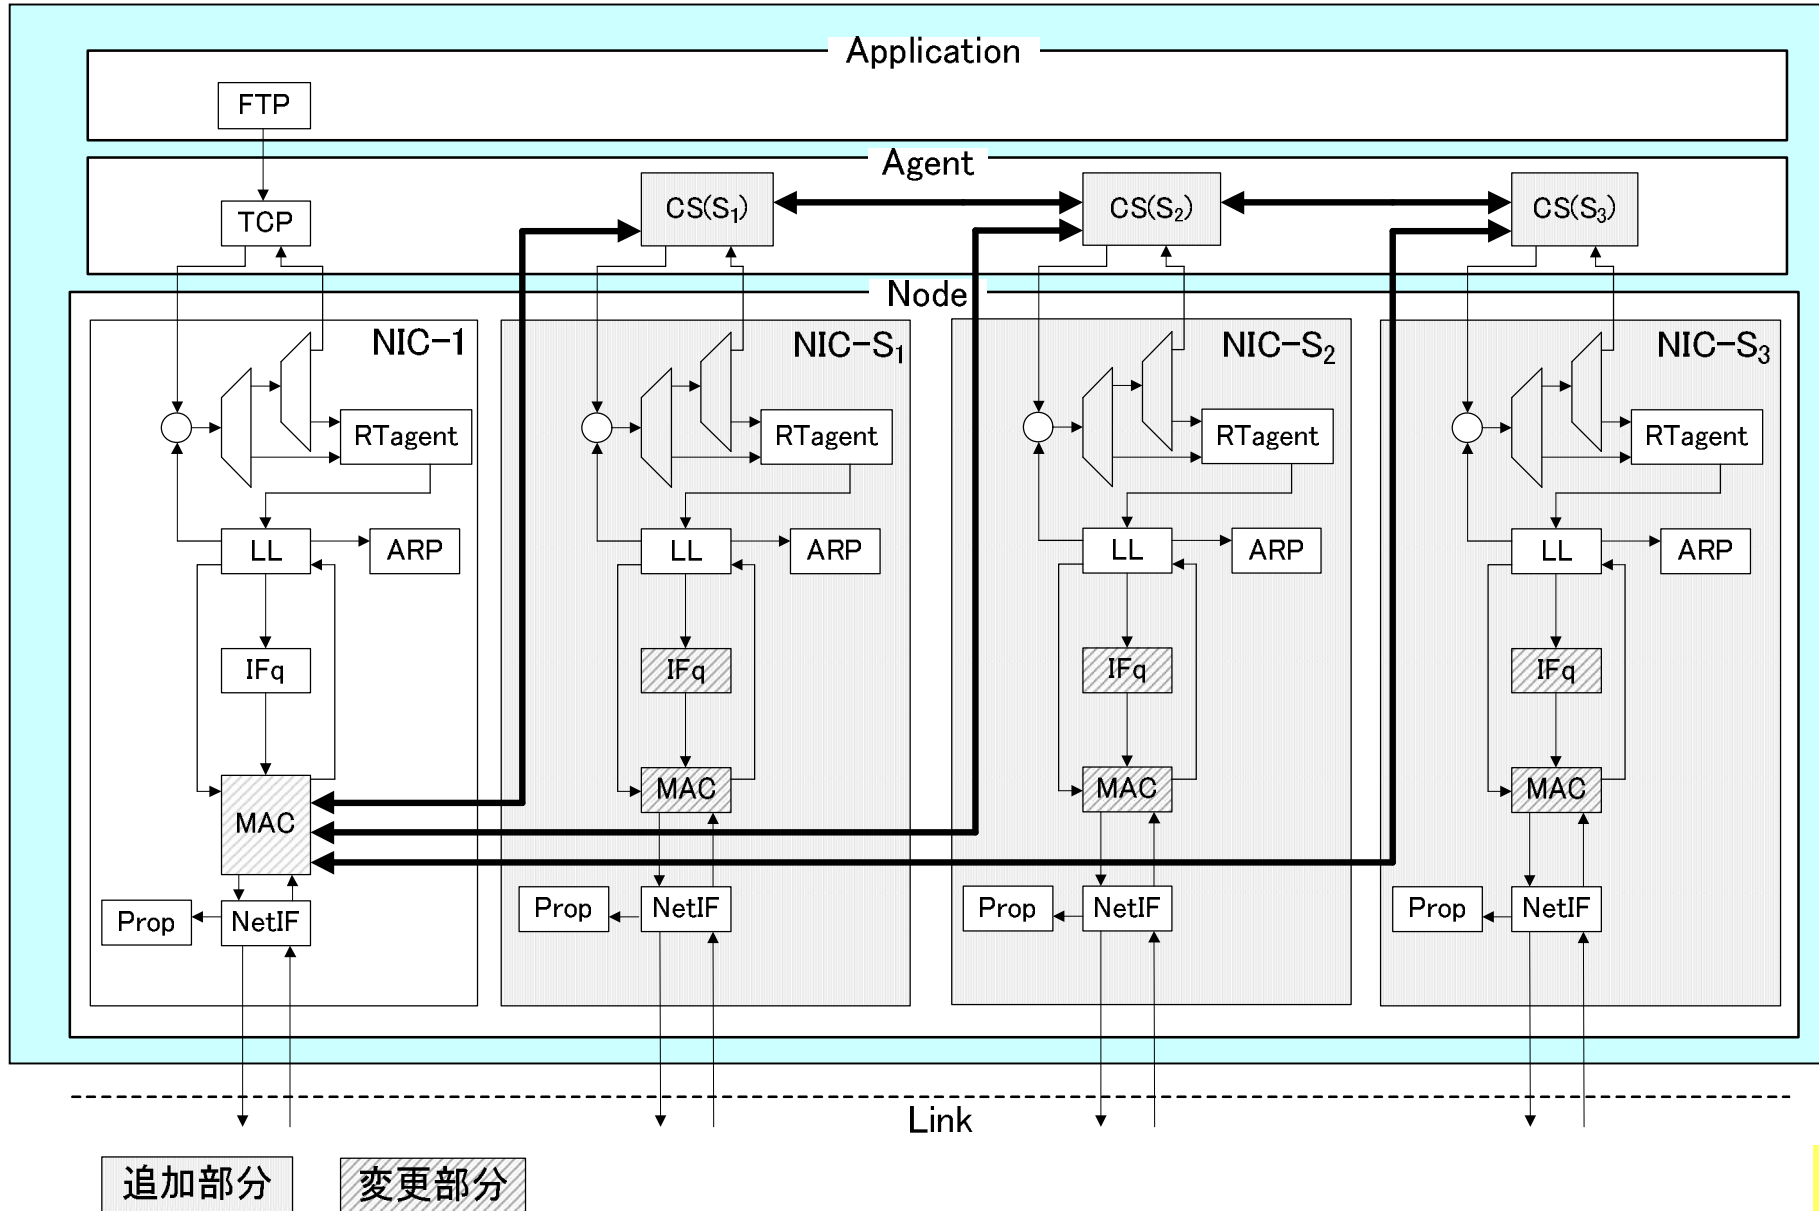 Application
FTP
Agent
TCP
CS(S₁)
CS(S₂)
CS(S₃)
Node
NIC-1
NIC-S₁
NIC-S₂
NIC-S₃
RTagent
RTagent
RTagent
RTagent
LL
ARP
LL
ARP
LL
ARP
LL
ARP
IFq
IFq
IFq
IFq
MAC
MAC
MAC
MAC
Prop
NetIF
Prop
NetIF
Prop
NetIF
Prop
NetIF
Link
追加部分
変更部分